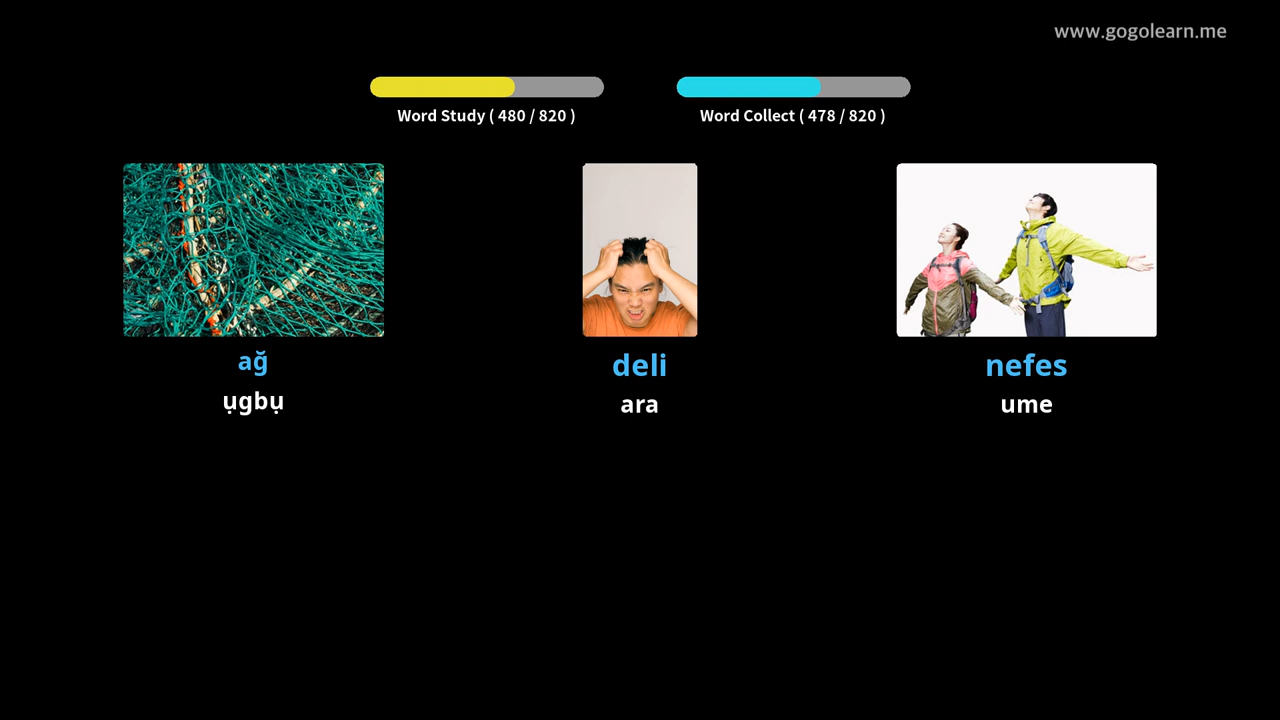 www.gogolearn.me
Word Study ( 480 / 820 )
Word Collect ( 478 / 820 )
ağ
ụgbụ
deli
ara
nefes
ume